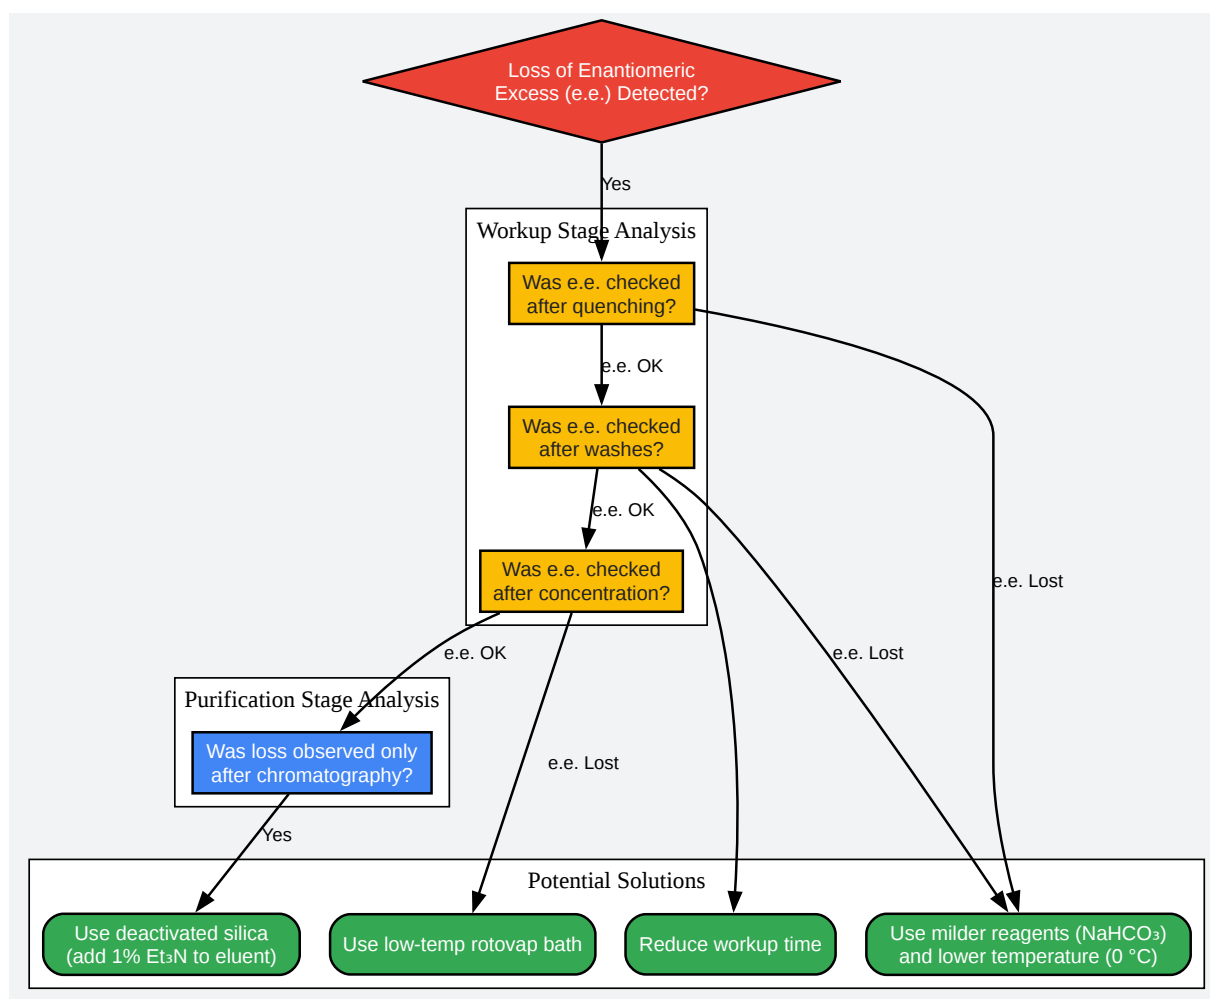 Loss of Enantiomeric
Excess (e.e.) Detected?
Yes
Workup Stage Analysis
Was e.e. checked
after quenching?
e.e. OK
Was e.e. checked
after washes?
e.e. OK
Was e.e. checked
after concentration?
e.e. Lost
e.e. OK
e.e. Lost
Purification Stage Analysis
Was loss observed only
after chromatography?
e.e. Lost
Yes
Potential Solutions
Use deactivated silica
(add 1% Et₃N to eluent)
Use low-temp rotovap bath
Reduce workup time
Use milder reagents (NaHCO₃)
and lower temperature (0 °C)